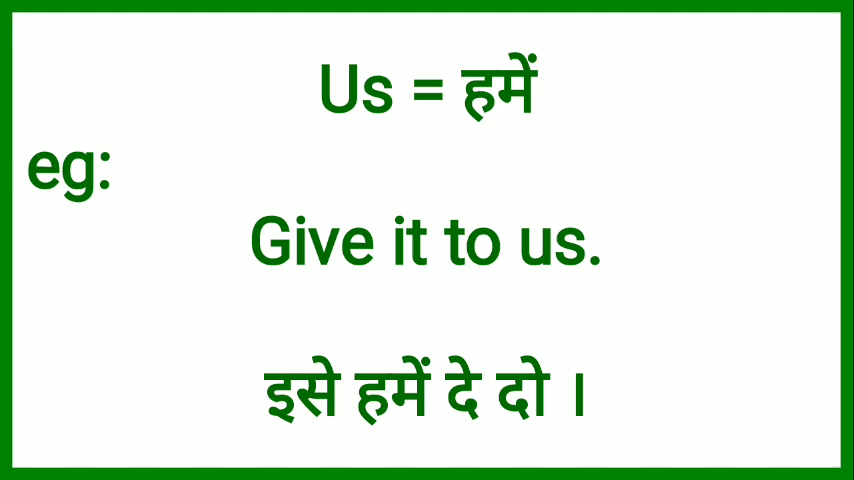 Us = हमें
eg:
Give it to us.
इसे हमें दे दो ।